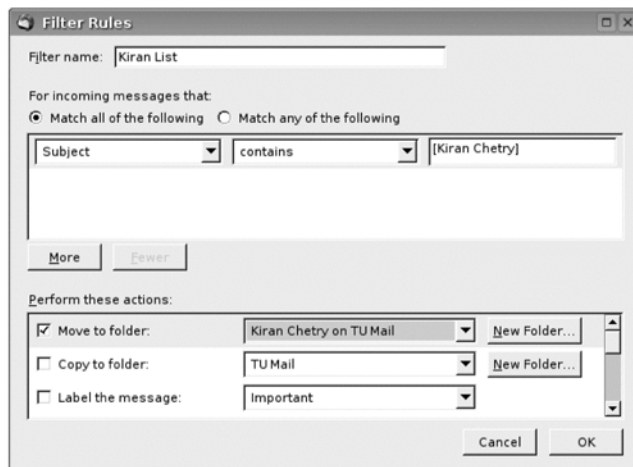 Filter Rules
Filter name: Kiran List
For incoming messages that:
Match all of the following Match any of the following
Subject contains [Kiran Chetry]
More Fewer
Perform these actions:
Move to folder: Kiran Chetry on TU Mail New Folder...
Copy to folder: TU Mail New Folder...
Label the message: Important
Cancel OK